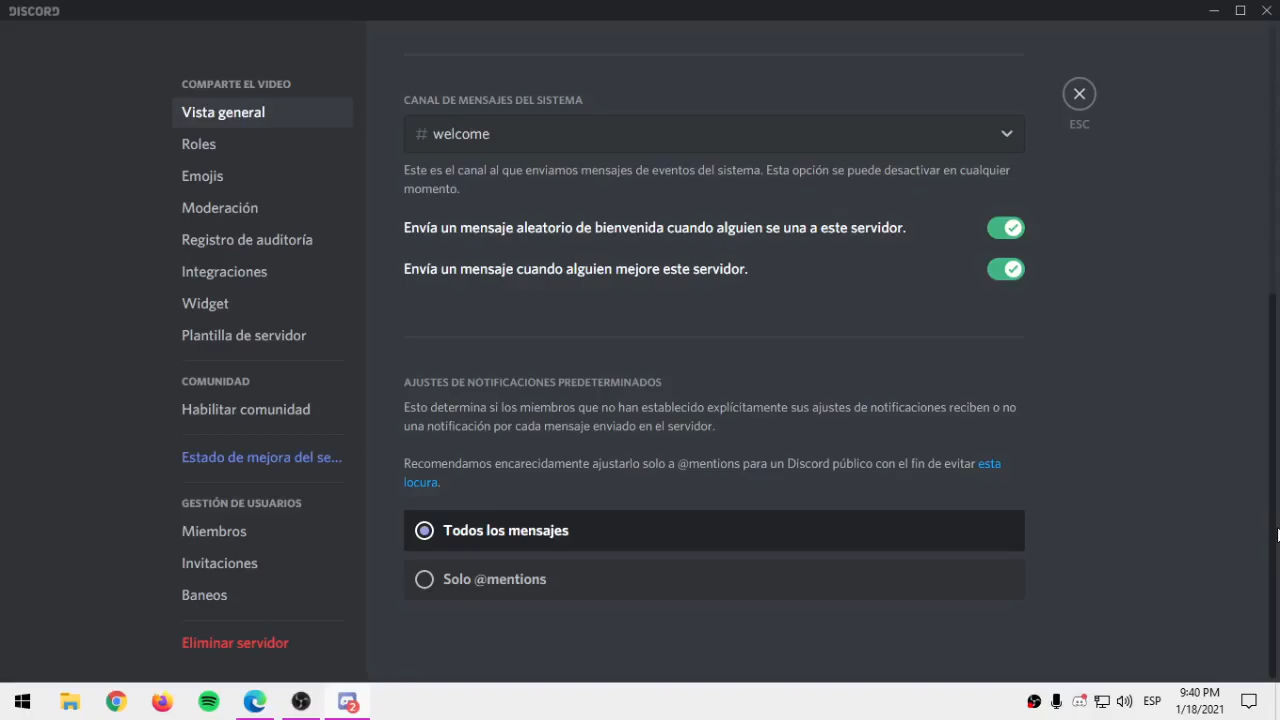 DISCORD
COMPARTE EL VIDEO
Vista general
Roles
Emojis
Moderación
Registro de auditoría
Integraciones
Widget
Plantilla de servidor
COMUNIDAD
Habilitar comunidad
Estado de mejora del se...
GESTIÓN DE USUARIOS
Miembros
Invitaciones
Baneos
Eliminar servidor
CANAL DE MENSAJES DEL SISTEMA
# welcome
Este es el canal al que enviamos mensajes de eventos del sistema. Esta opción se puede desactivar en cualquier
momento.
Envía un mensaje aleatorio de bienvenida cuando alguien se una a este servidor.
Envía un mensaje cuando alguien mejore este servidor.
AJUSTES DE NOTIFICACIONES PREDETERMINADOS
Esto determina si los miembros que no han establecido explícitamente sus ajustes de notificaciones reciben o no
una notificación por cada mensaje enviado en el servidor.
Recomendamos encarecidamente ajustarlo solo a @mentions para un Discord público con el fin de evitar esta
locura.
Todos los mensajes
Solo @mentions
ESC
2
ESP
9:40 PM
1/18/2021